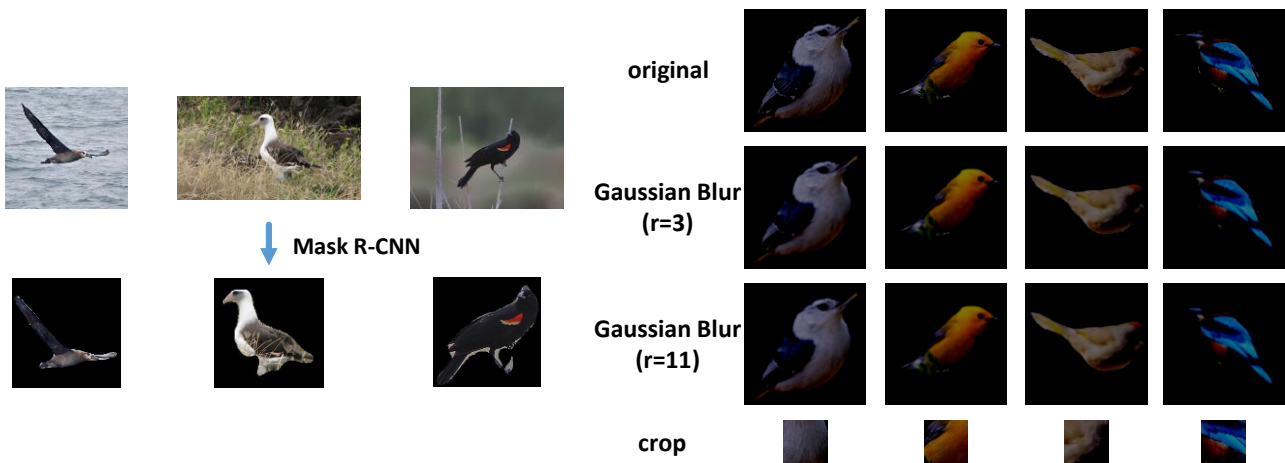 Mask R-CNN
original
Gaussian Blur
(r=3)
Gaussian Blur
(r=11)
crop